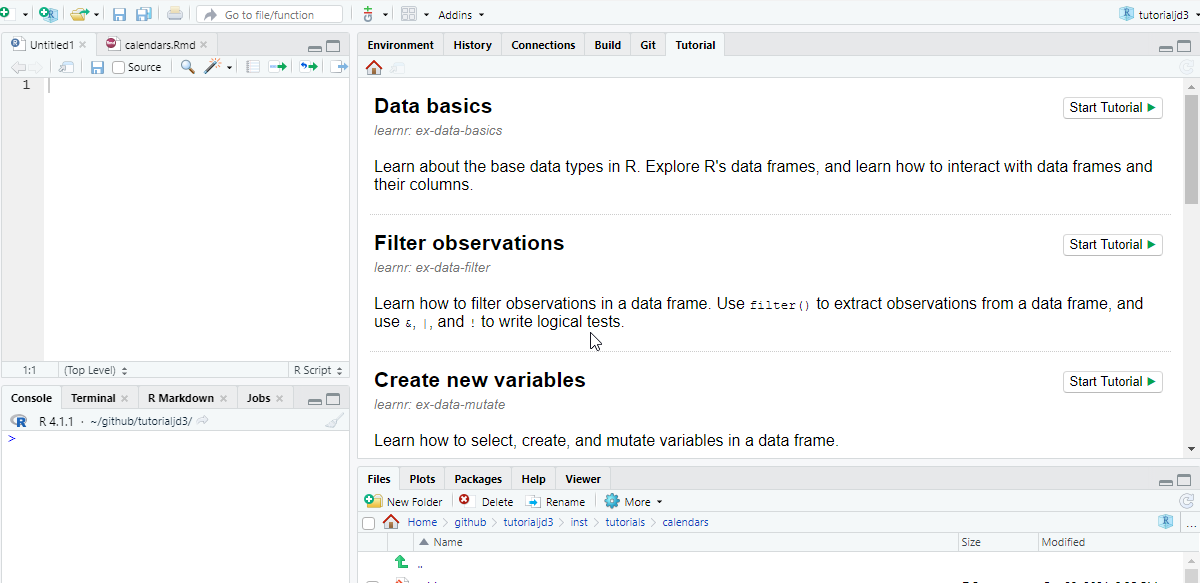 Go to file/function
Addins
tutorialjd3
Untitled1
calendars.Rmd
Source
1
1:1
(Top Level)
R Script
Console
Terminal
R Markdown
Jobs
R 4.1.1 · ~/github/tutorialjd3/
>
Environment
History
Connections
Build
Git
Tutorial
Data basics
Start Tutorial
learnr: ex-data-basics
Learn about the base data types in R. Explore R's data frames, and learn how to interact with data frames and
their columns.
Filter observations
Start Tutorial
learnr: ex-data-filter
Learn how to filter observations in a data frame. Use filter() to extract observations from a data frame, and
use &, |, and ! to write logical tests.
Create new variables
Start Tutorial
learnr: ex-data-mutate
Learn how to select, create, and mutate variables in a data frame.
Files
Plots
Packages
Help
Viewer
New Folder
Delete
Rename
More
Home
github
tutorialjd3
inst
tutorials
calendars
...
Name
Size
Modified
..